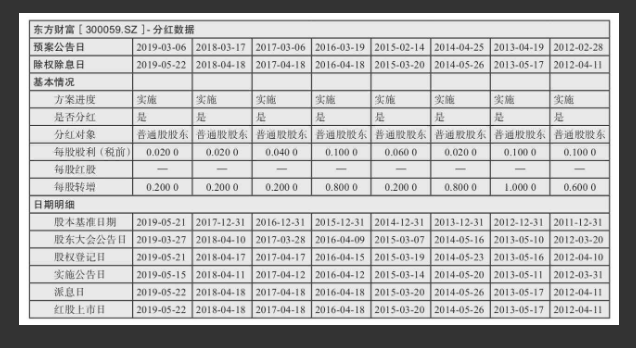 东方财富 [ 300059.SZ ] - 分红数据
预案公告日 2019-03-06 2018-03-17 2017-03-06 2016-03-19 2015-02-14 2014-04-25 2013-04-19 2012-02-28
除权除息日 2019-05-22 2018-04-18 2017-04-18 2016-04-18 2015-03-20 2014-05-26 2013-05-17 2012-04-11
基本情况
方案进度 实施 实施 实施 实施 实施 实施 实施 实施
是否分红 是 是 是 是 是 是 是 是
分红对象 普通股股东 普通股股东 普通股股东 普通股股东 普通股股东 普通股股东 普通股股东 普通股股东
每股股利（税前） 0.020 0 0.020 0 0.040 0 0.100 0 0.060 0 0.020 0 0.100 0 0.100 0
每股红股 — — — — — — — —
每股转增 0.200 0 0.200 0 0.200 0 0.800 0 0.200 0 0.800 0 1.000 0 0.600 0
日期明细
股本基准日期 2019-05-21 2017-12-31 2016-12-31 2015-12-31 2014-12-31 2013-12-31 2012-12-31 2011-12-31
股东大会公告日 2019-03-27 2018-04-10 2017-03-28 2016-04-09 2015-03-07 2014-05-16 2013-05-10 2012-03-20
股权登记日 2019-05-21 2018-04-17 2017-04-17 2016-04-15 2015-03-19 2014-05-23 2013-05-16 2012-04-10
实施公告日 2019-05-15 2018-04-11 2017-04-12 2016-04-12 2015-03-14 2014-05-20 2013-05-11 2012-03-31
派息日 2019-05-22 2018-04-18 2017-04-18 2016-04-18 2015-03-20 2014-05-26 2013-05-17 2012-04-11
红股上市日 2019-05-22 2018-04-18 2017-04-18 2016-04-18 2015-03-20 2014-05-26 2013-05-17 2012-04-11